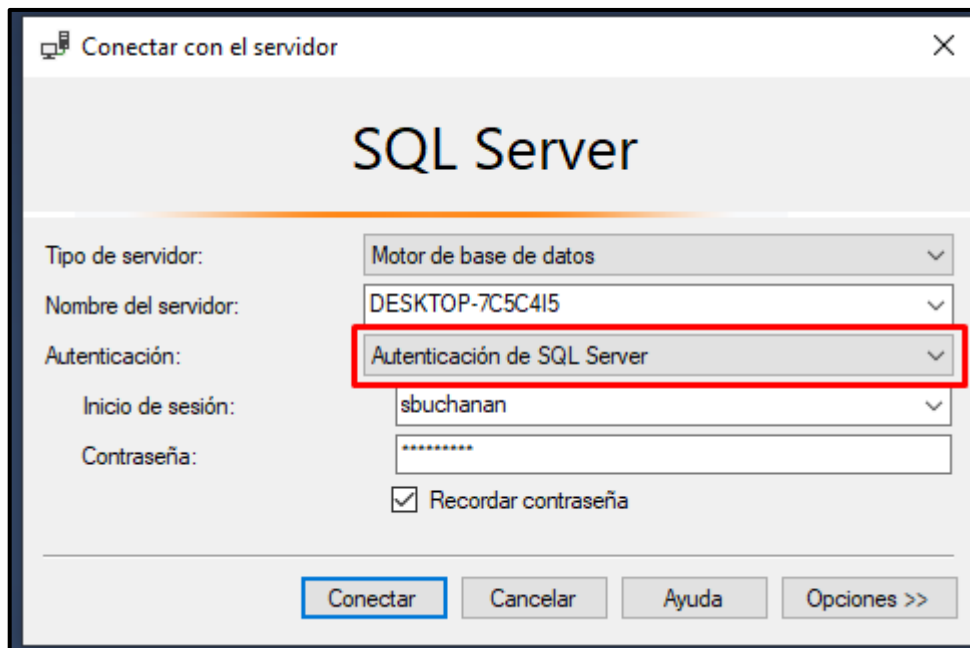 Conectar con el servidor
SQL Server
Tipo de servidor: Motor de base de datos
Nombre del servidor: DESKTOP-7C5C4I5
Autenticación: Autenticación de SQL Server
Inicio de sesión: sbuchanan
Contraseña: *********
Recordar contraseña
Conectar Cancelar Ayuda Opciones >>